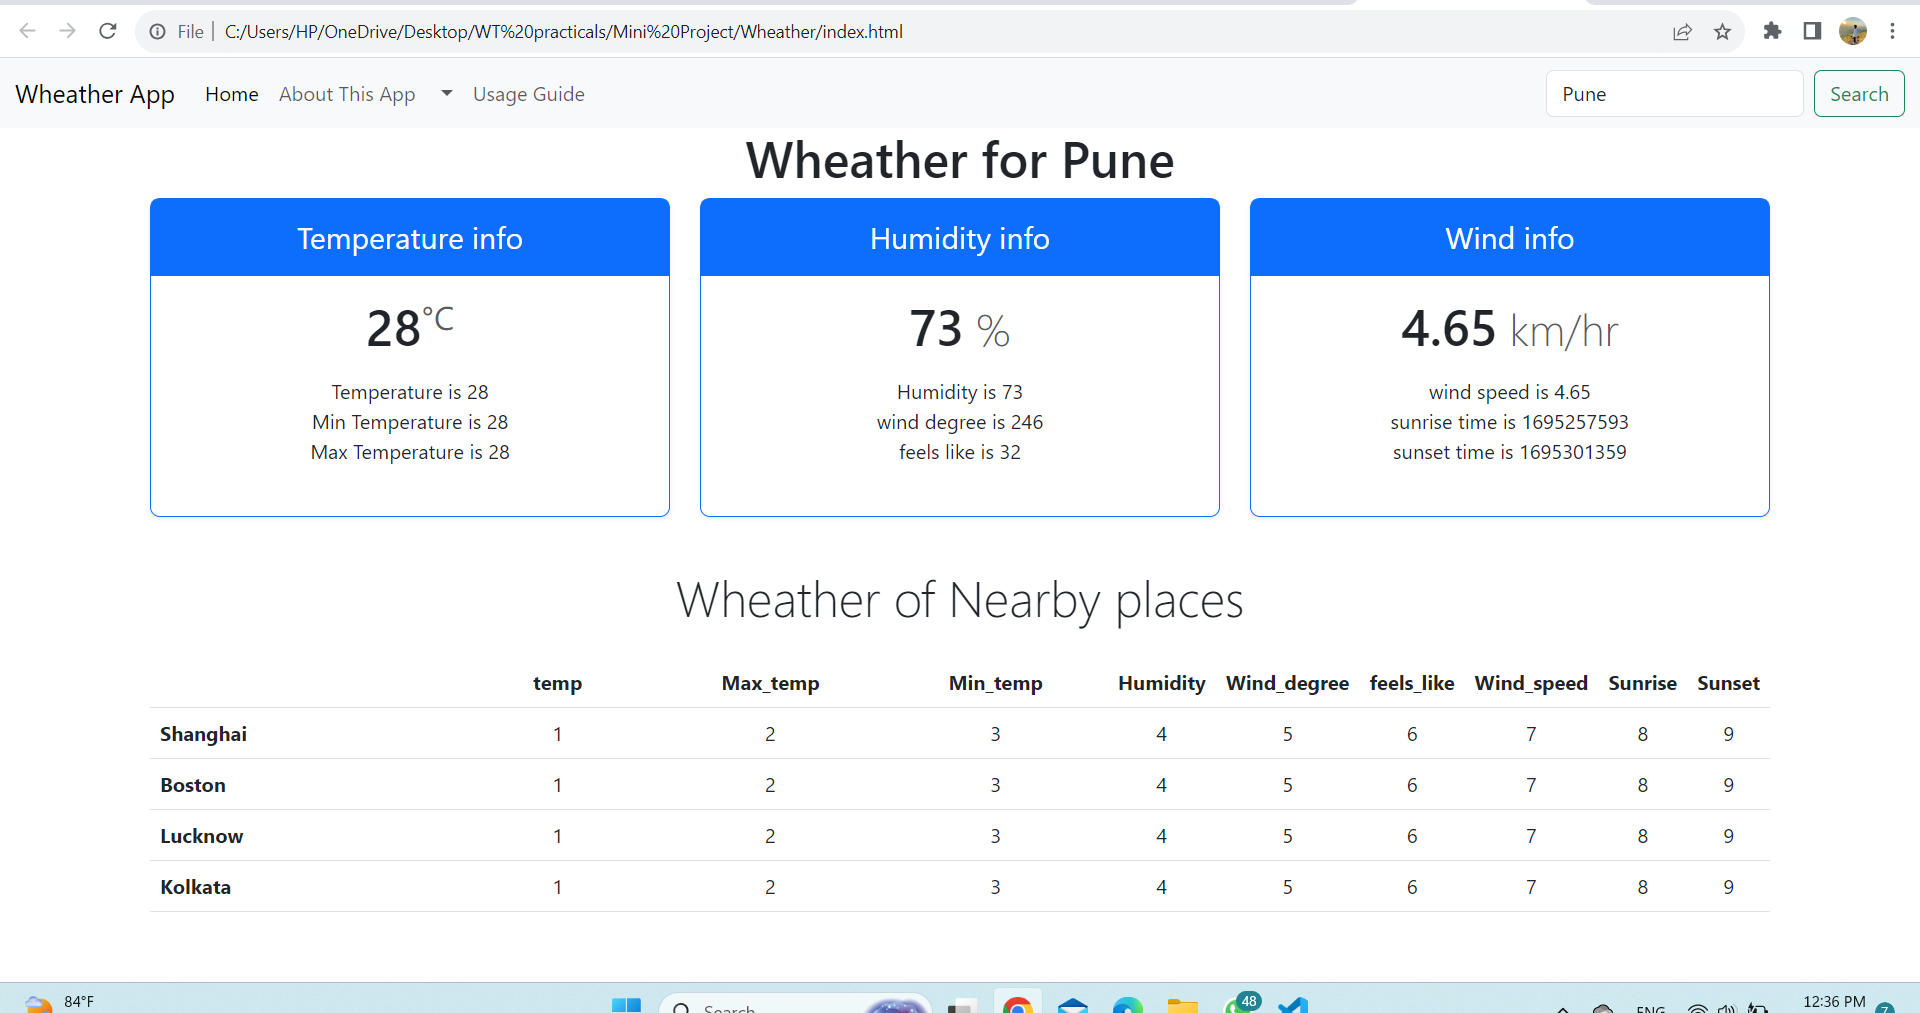 File | C:/Users/HP/OneDrive/Desktop/WT%20practicals/Mini%20Project/Wheather/index.html
Wheather App Home About This App Usage Guide Pune Search
Wheather for Pune
Temperature info
28°C
Temperature is 28
Min Temperature is 28
Max Temperature is 28
Humidity info
73 %
Humidity is 73
wind degree is 246
feels like is 32
Wind info
4.65 km/hr
wind speed is 4.65
sunrise time is 1695257593
sunset time is 1695301359
Wheather of Nearby places
temp Max_temp Min_temp Humidity Wind_degree feels_like Wind_speed Sunrise Sunset
Shanghai 1 2 3 4 5 6 7 8 9
Boston 1 2 3 4 5 6 7 8 9
Lucknow 1 2 3 4 5 6 7 8 9
Kolkata 1 2 3 4 5 6 7 8 9
84°F Search 48 ENG 12:36 PM 7